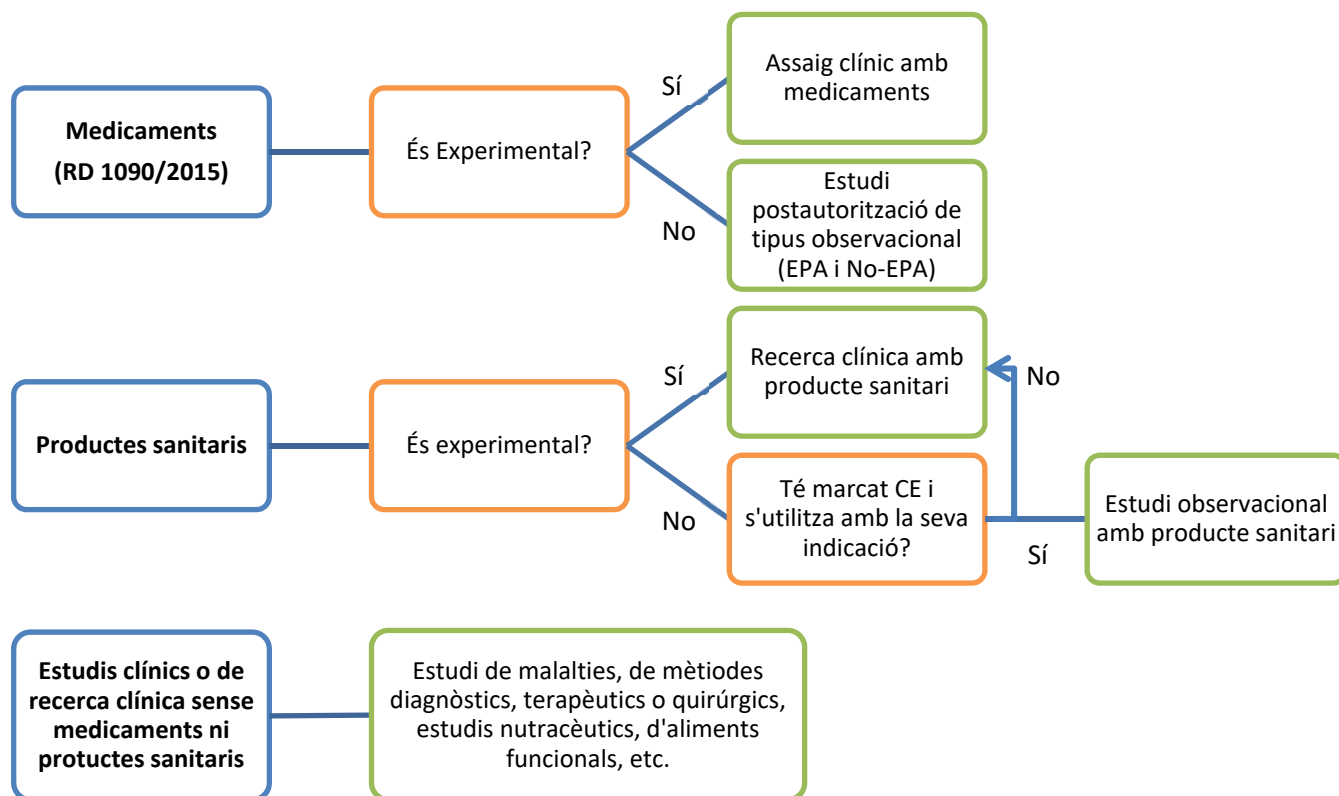 Medicaments
(RD 1090/2015)
És Experimental?
Sí
Assaig clínic amb
medicaments
No
Estudi
postautorització de
tipus observacional
(EPA i No-EPA)
Productes sanitaris
És experimental?
Sí
Recerca clínica amb
producte sanitari
No
No
Té marcat CE i
s'utilitza amb la seva
indicació?
Sí
Estudi observacional
amb producte sanitari
Estudis clínics o de
recerca clínica sense
medicaments ni
protuctes sanitaris
Estudi de malalties, de mètiodes
diagnòstics, terapèutics o quirúrgics,
estudis nutracèutics, d'aliments
funcionals, etc.